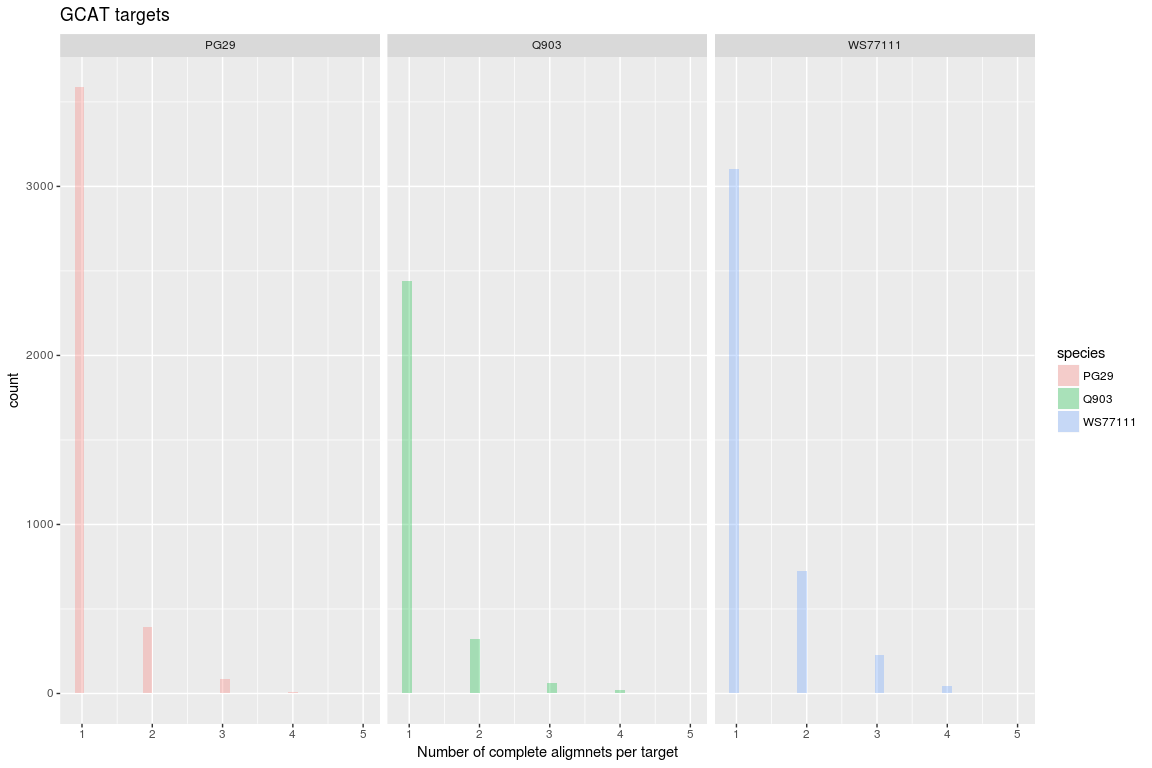 GCAT targets
PG29
Q903
WS77111
3000
2000
1000
0
count
1 2 3 4 5
1 2 3 4 5
1 2 3 4 5
Number of complete aligmnets per target
species
PG29
Q903
WS77111